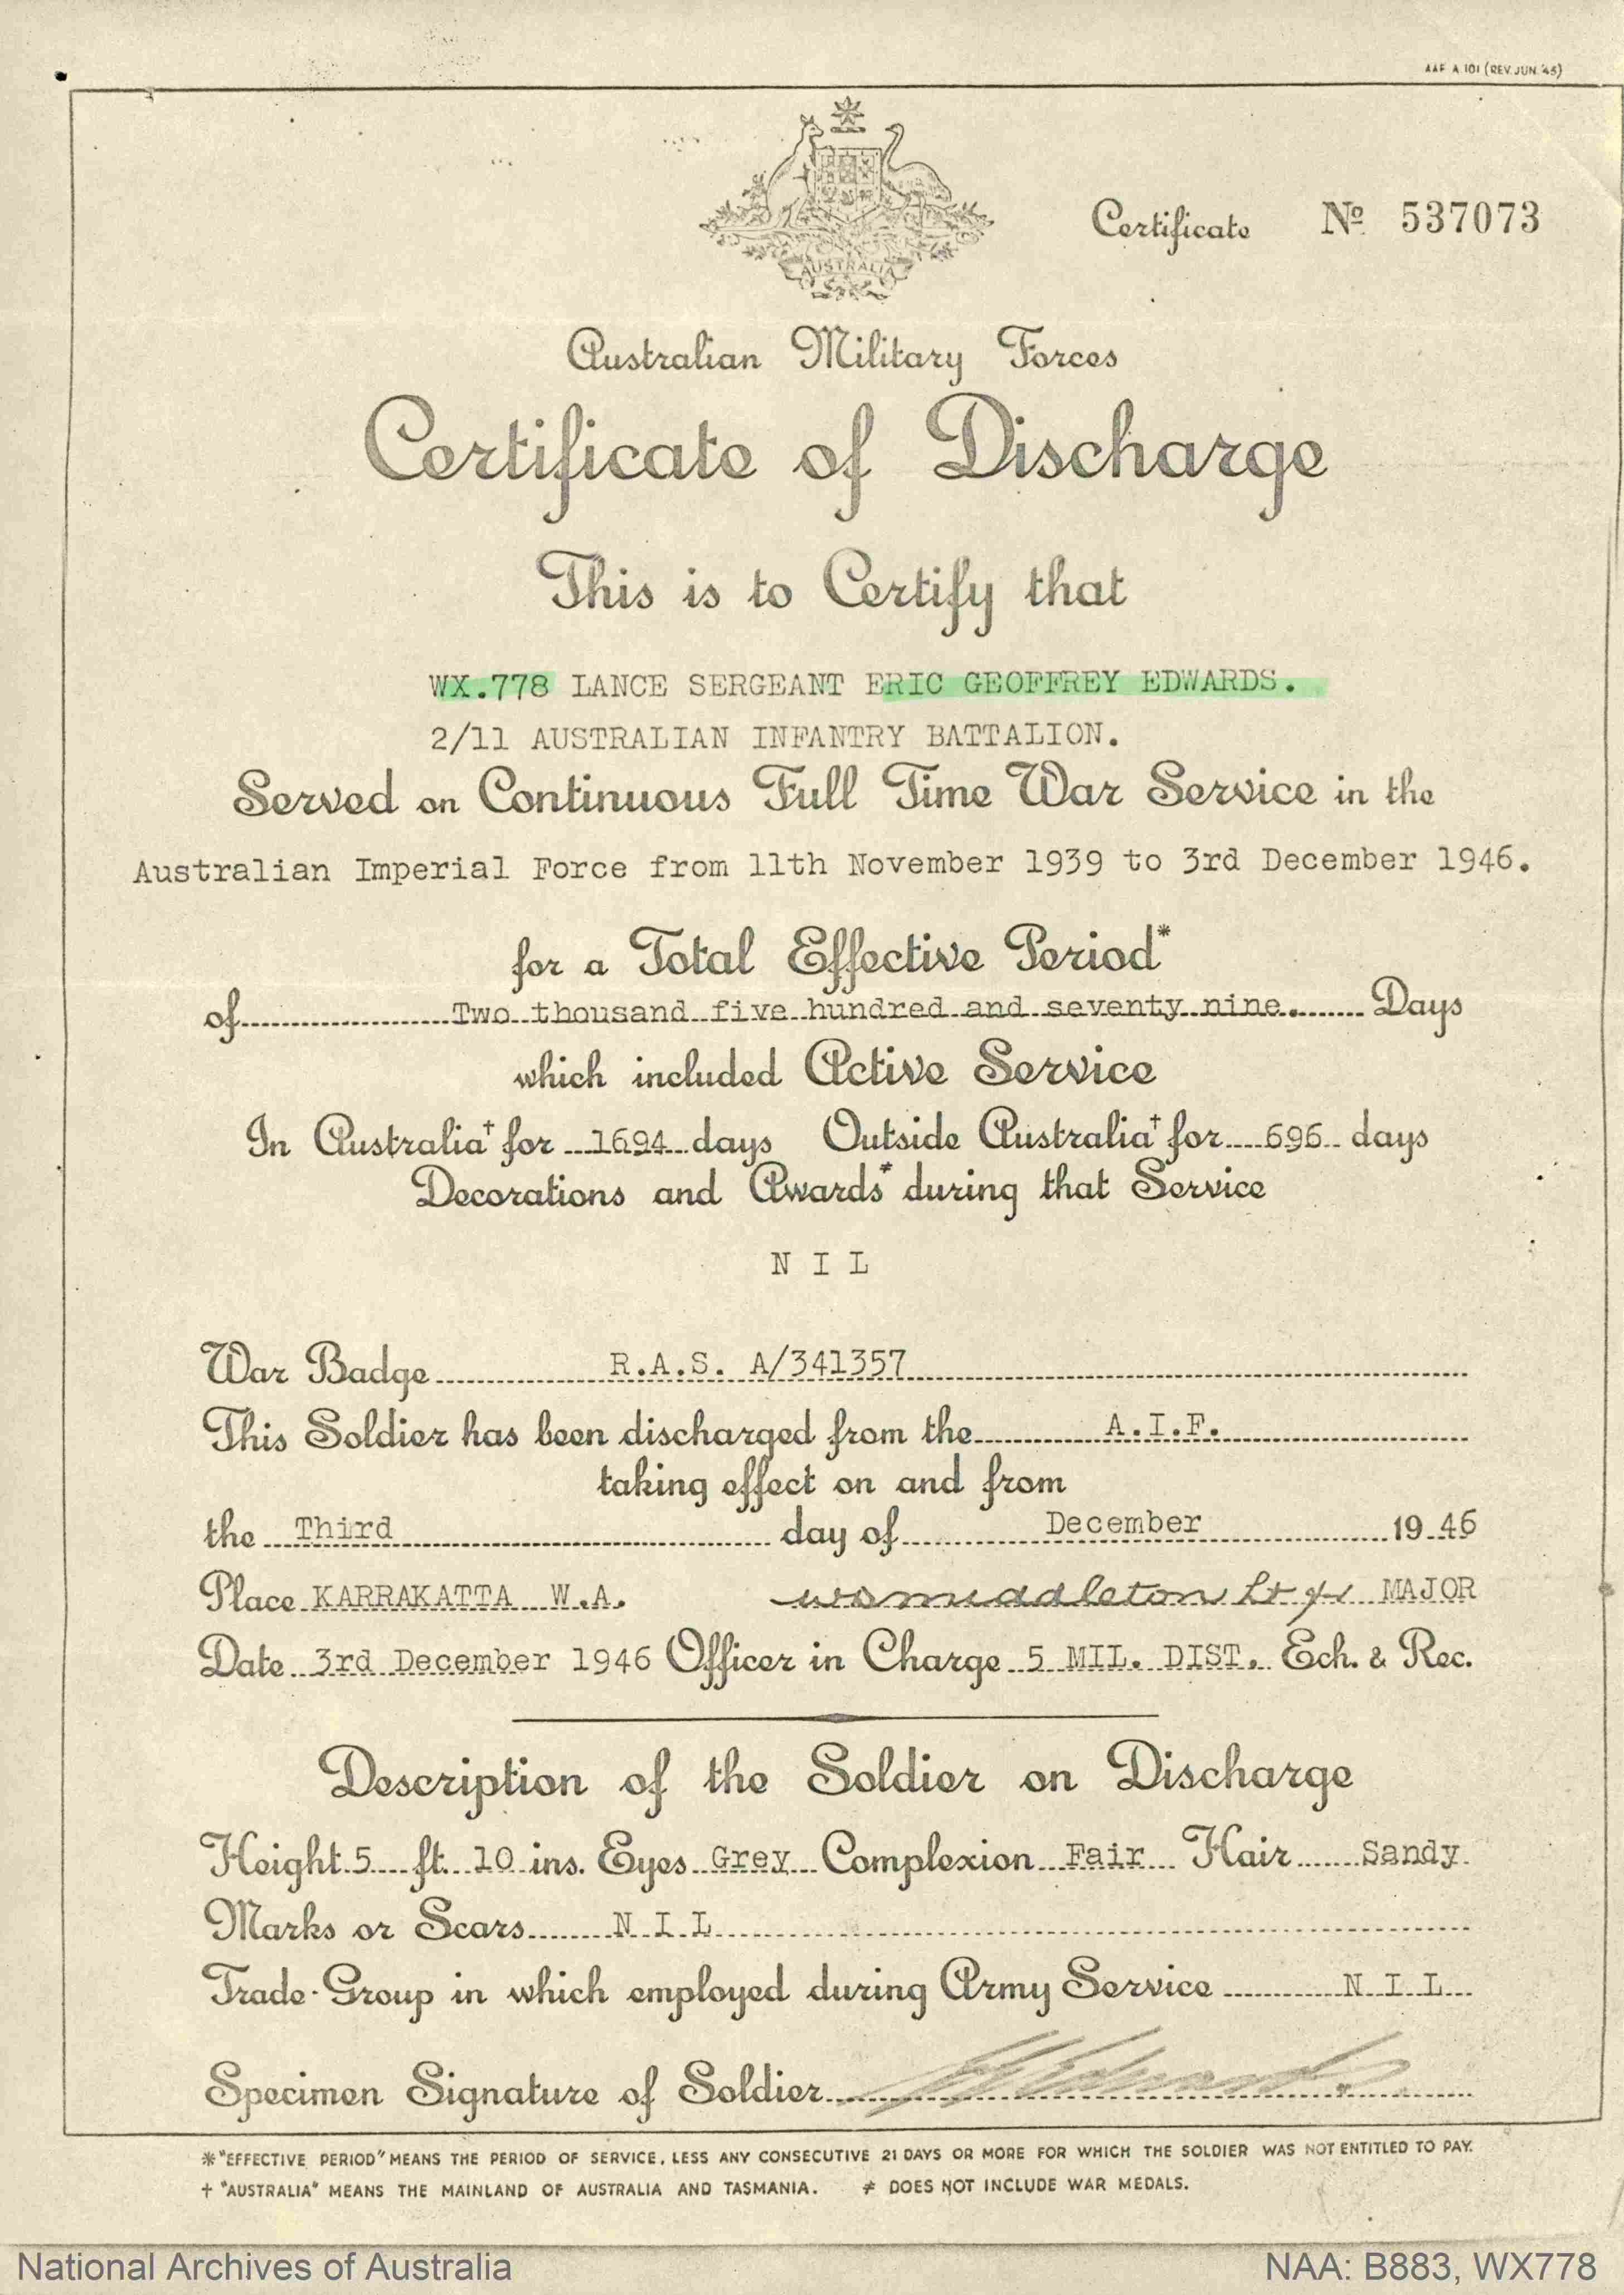 AAF A 101 (REV. JUN. '45)
AUSTRALIA
Certificate Nº 537073
Australian Military Forces
Certificate of Discharge
This is to Certify that
WX.778 LANCE SERGEANT ERIC GEOFFREY EDWARDS.
2/11 AUSTRALIAN INFANTRY BATTALION.
Served on Continuous Full Time War Service in the
Australian Imperial Force from 11th November 1939 to 3rd December 1946.
for a Total Effective Period*
of Two thousand five hundred and seventy nine. Days
which included Active Service
In Australia† for 1694 days Outside Australia† for 696 days
Decorations and Awards≠ during that Service
N I L
War Badge R.A.S. A/341357
This Soldier has been discharged from the A.I.F.
taking effect on and from
the Third day of December 1946
Place KARRAKATTA W.A. MAJOR
Date 3rd December 1946 Officer in Charge 5 MIL. DIST. Ech. & Rec.
Description of the Soldier on Discharge
Height 5 ft. 10 ins. Eyes Grey Complexion Fair Hair Sandy
Marks or Scars N I L
Trade-Group in which employed during Army Service N I L
Specimen Signature of Soldier Edwards
* "EFFECTIVE PERIOD" MEANS THE PERIOD OF SERVICE, LESS ANY CONSECUTIVE 21 DAYS OR MORE FOR WHICH THE SOLDIER WAS NOT ENTITLED TO PAY.
† "AUSTRALIA" MEANS THE MAINLAND OF AUSTRALIA AND TASMANIA. ≠ DOES NOT INCLUDE WAR MEDALS.
National Archives of Australia NAA: B883, WX778